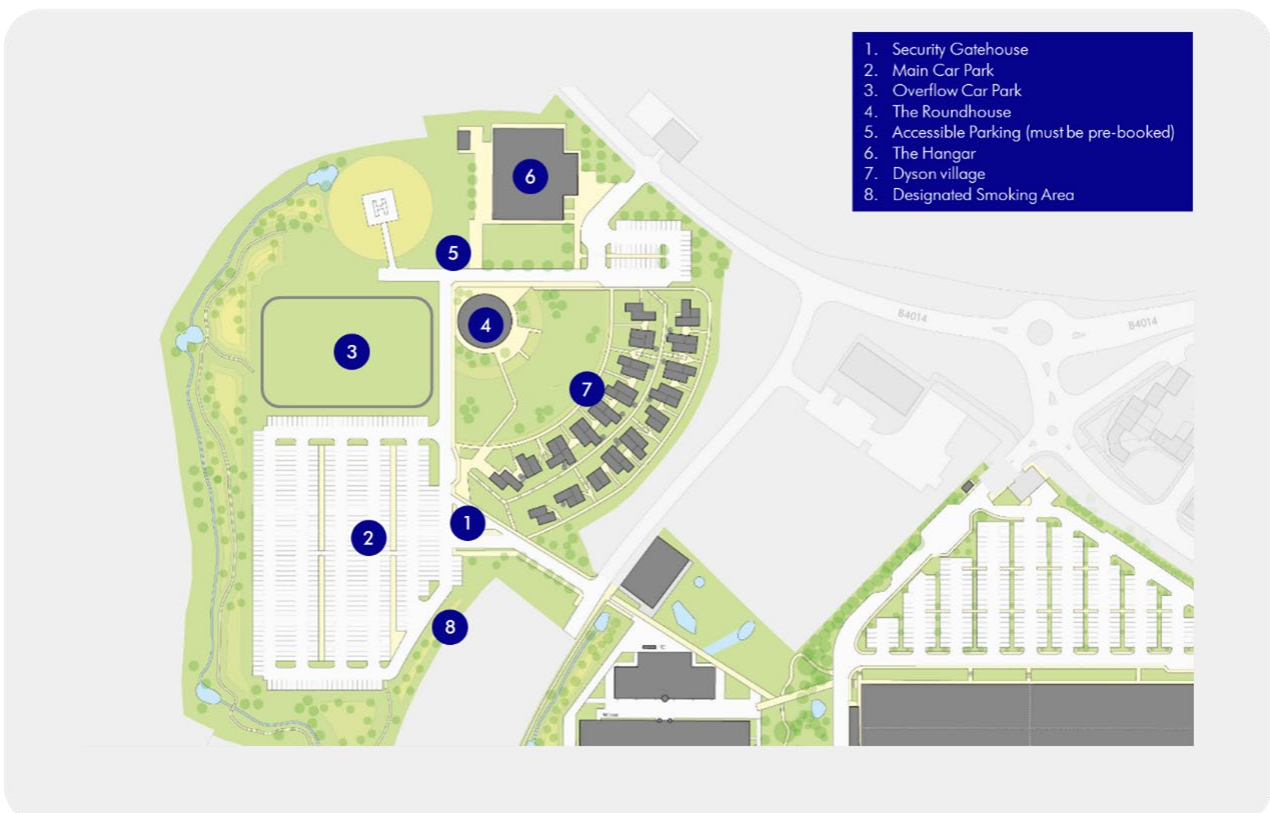 1. Security Gatehouse
2. Main Car Park
3. Overflow Car Park
4. The Roundhouse
5. Accessible Parking (must be pre-booked)
6. The Hangar
7. Dyson village
8. Designated Smoking Area
6
H
5
4
B4014
B4014
3
7
1
2
8